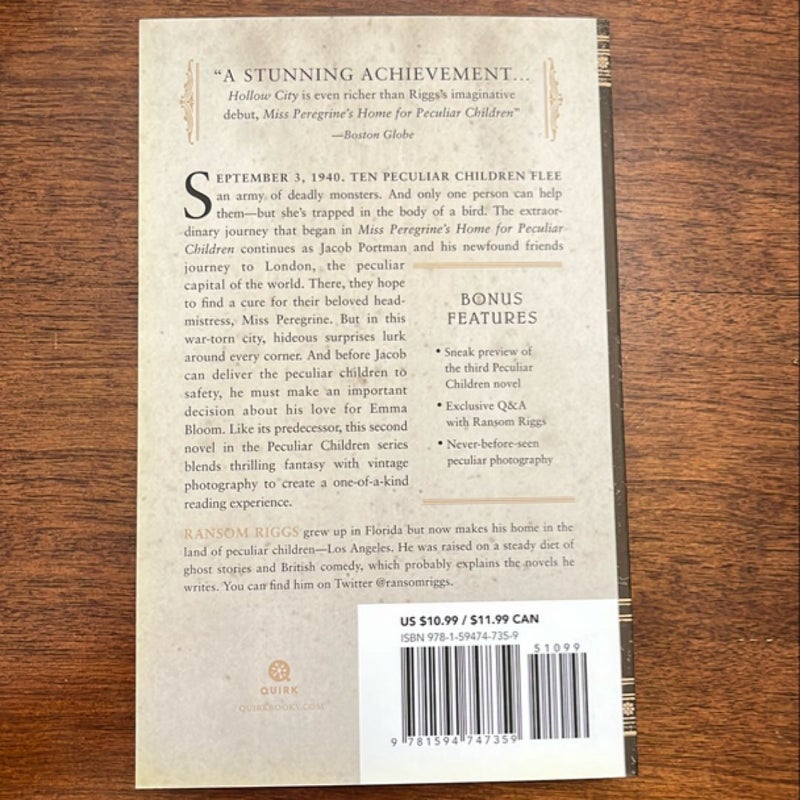 “A STUNNING ACHIEVEMENT...
Hollow City is even richer than Riggs's imaginative
debut, Miss Peregrine's Home for Peculiar Children”
—Boston Globe
SEPTEMBER 3, 1940. TEN PECULIAR CHILDREN FLEE
an army of deadly monsters. And only one person can help
them—but she's trapped in the body of a bird. The extraor-
dinary journey that began in Miss Peregrine's Home for Peculiar
Children continues as Jacob Portman and his newfound friends
journey to London, the peculiar
capital of the world. There, they hope
to find a cure for their beloved head-
mistress, Miss Peregrine. But in this
war-torn city, hideous surprises lurk
around every corner. And before Jacob
can deliver the peculiar children to
safety, he must make an important
decision about his love for Emma
Bloom. Like its predecessor, this second
novel in the Peculiar Children series
blends thrilling fantasy with vintage
photography to create a one-of-a-kind
reading experience.
BONUS
FEATURES
• Sneak preview of
the third Peculiar
Children novel
• Exclusive Q&A
with Ransom Riggs
• Never-before-seen
peculiar photography
RANSOM RIGGS grew up in Florida but now makes his home in the
land of peculiar children—Los Angeles. He was raised on a steady diet of
ghost stories and British comedy, which probably explains the novels he
writes. You can find him on Twitter @ransomriggs.
US $10.99 / $11.99 CAN
ISBN 978-1-59474-735-9
51099
9 781594 747359
QUIRK
QUIRKBOOKS.COM